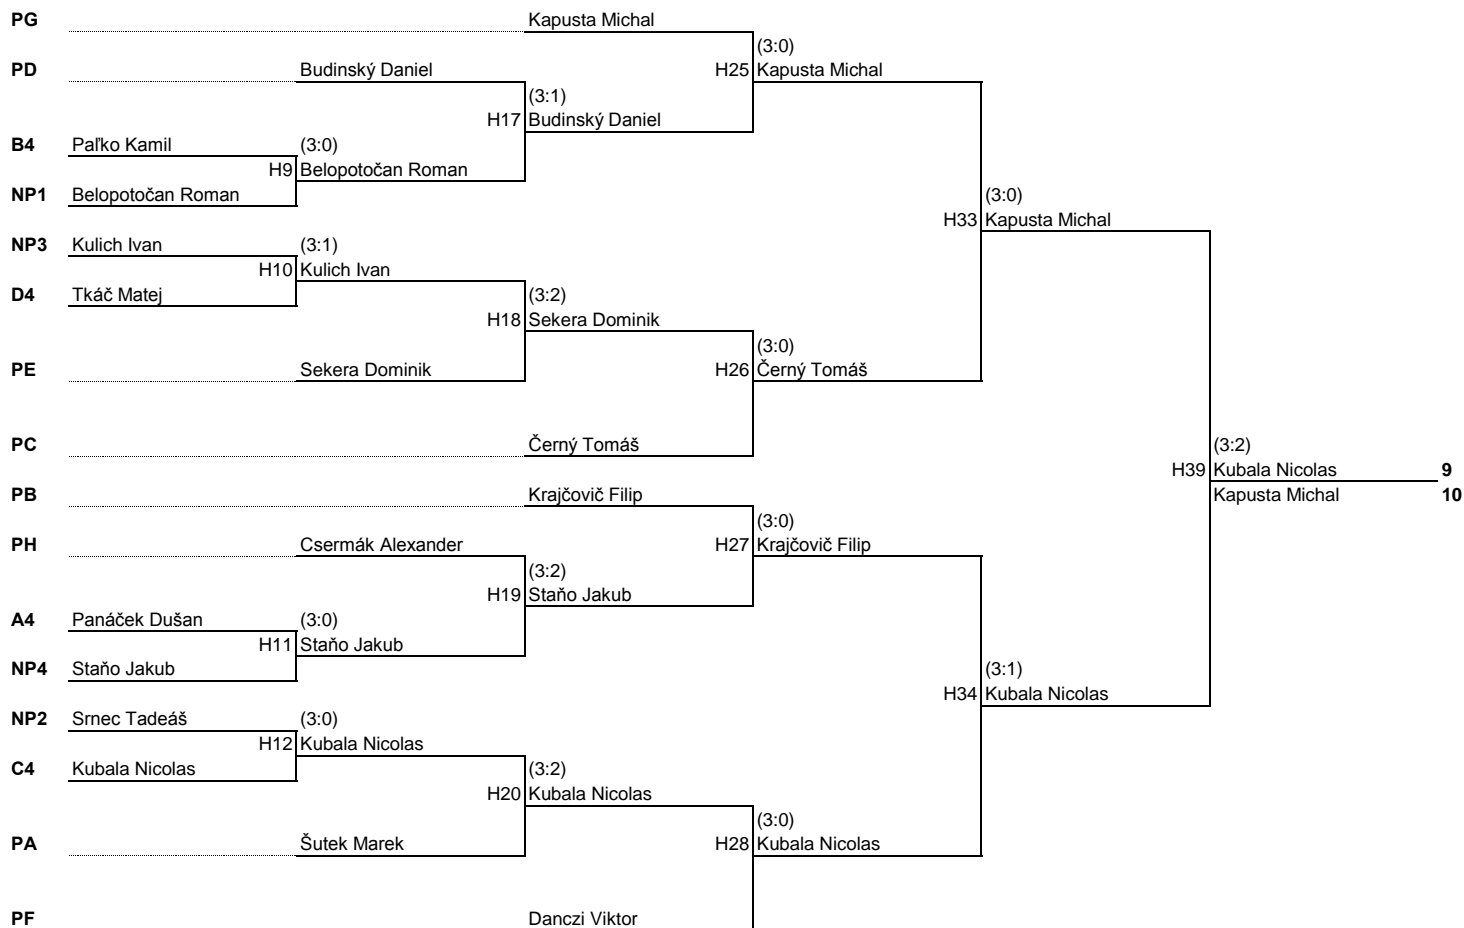 PG Kapusta Michal
(3:0)
PD Budinský Daniel H25 Kapusta Michal
(3:1)
H17 Budinský Daniel
B4 Paľko Kamil (3:0)
H9 Belopotočan Roman
NP1 Belopotočan Roman (3:0)
H33 Kapusta Michal
NP3 Kulich Ivan (3:1)
H10 Kulich Ivan
D4 Tkáč Matej (3:2)
H18 Sekera Dominik
(3:0)
PE Sekera Dominik H26 Černý Tomáš
PC Černý Tomáš (3:2)
H39 Kubala Nicolas 9
PB Krajčovič Filip Kapusta Michal 10
(3:0)
PH Csermák Alexander H27 Krajčovič Filip
(3:2)
H19 Staňo Jakub
A4 Panáček Dušan (3:0)
H11 Staňo Jakub
NP4 Staňo Jakub (3:1)
H34 Kubala Nicolas
NP2 Srnec Tadeáš (3:0)
H12 Kubala Nicolas
C4 Kubala Nicolas (3:2)
H20 Kubala Nicolas
(3:0)
PA Šutek Marek H28 Kubala Nicolas
PF Danczi Viktor